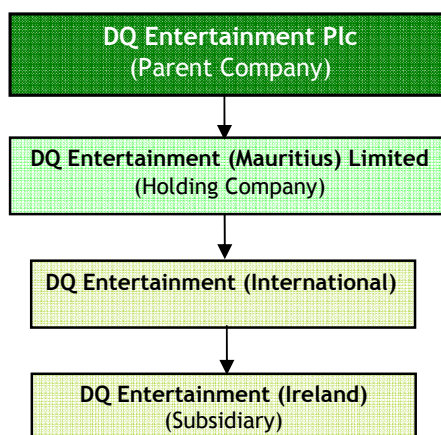 DQ Entertainment Plc
(Parent Company)
DQ Entertainment (Mauritius) Limited
(Holding Company)
DQ Entertainment (International)
DQ Entertainment (Ireland)
(Subsidiary)